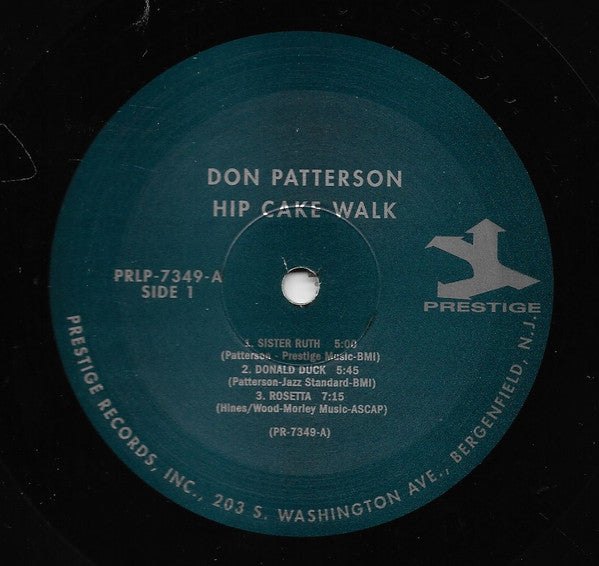 DON PATTERSON
HIP CAKE WALK
PRLP-7349-A
SIDE 1
PRESTIGE
1. SISTER RUTH 5:00
(Patterson - Prestige Music-BMI)
2. DONALD DUCK 5:45
(Patterson-Jazz Standard-BMI)
3. ROSETTA 7:15
(Hines/Wood-Morley Music-ASCAP)
(PR-7349-A)
PRESTIGE RECORDS, INC., 203 S. WASHINGTON AVE., BERGENFIELD, N.J.